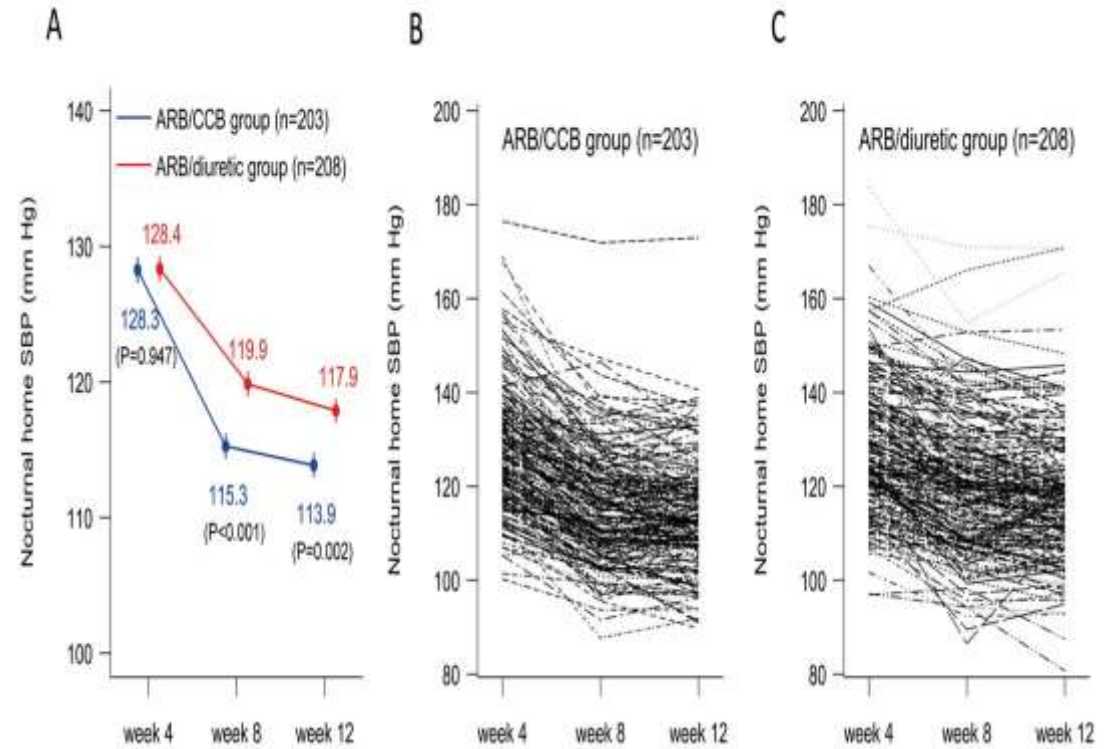 A
Nocturnal home SBP (mm Hg)
140
130
120
110
100
ARB/CCB group (n=203)
ARB/diuretic group (n=208)
128.4
128.3
(P=0.947)
119.9
117.9
115.3
(P<0.001)
113.9
(P=0.002)
week 4 week 8 week 12
B
Nocturnal home SBP (mm Hg)
200
180
160
140
120
100
80
ARB/CCB group (n=203)
week 4 week 8 week 12
C
Nocturnal home SBP (mm Hg)
200
180
160
140
120
100
80
ARB/diuretic group (n=208)
week 4 week 8 week 12